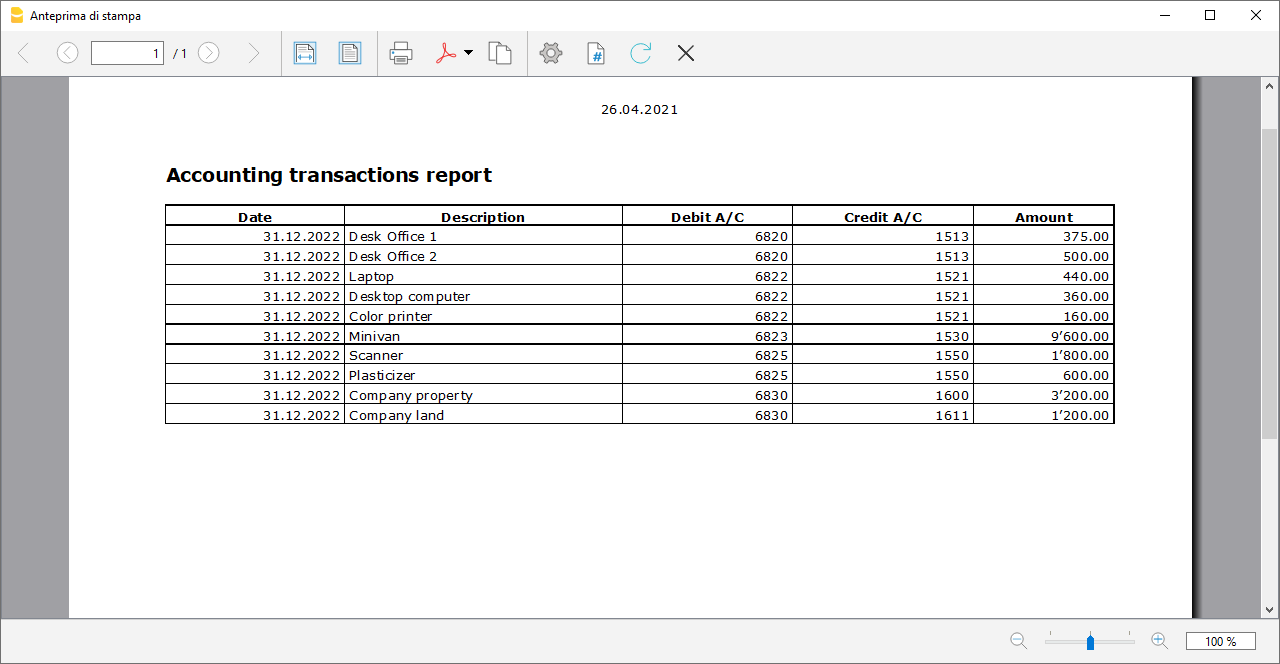 Anteprima di stampa
1 / 1
#
26.04.2021
Accounting transactions report
Date Description Debit A/C Credit A/C Amount
31.12.2022 Desk Office 1 6820 1513 375.00
31.12.2022 Desk Office 2 6820 1513 500.00
31.12.2022 Laptop 6822 1521 440.00
31.12.2022 Desktop computer 6822 1521 360.00
31.12.2022 Color printer 6822 1521 160.00
31.12.2022 Minivan 6823 1530 9’600.00
31.12.2022 Scanner 6825 1550 1’800.00
31.12.2022 Plasticizer 6825 1550 600.00
31.12.2022 Company property 6830 1600 3’200.00
31.12.2022 Company land 6830 1611 1’200.00
100 %